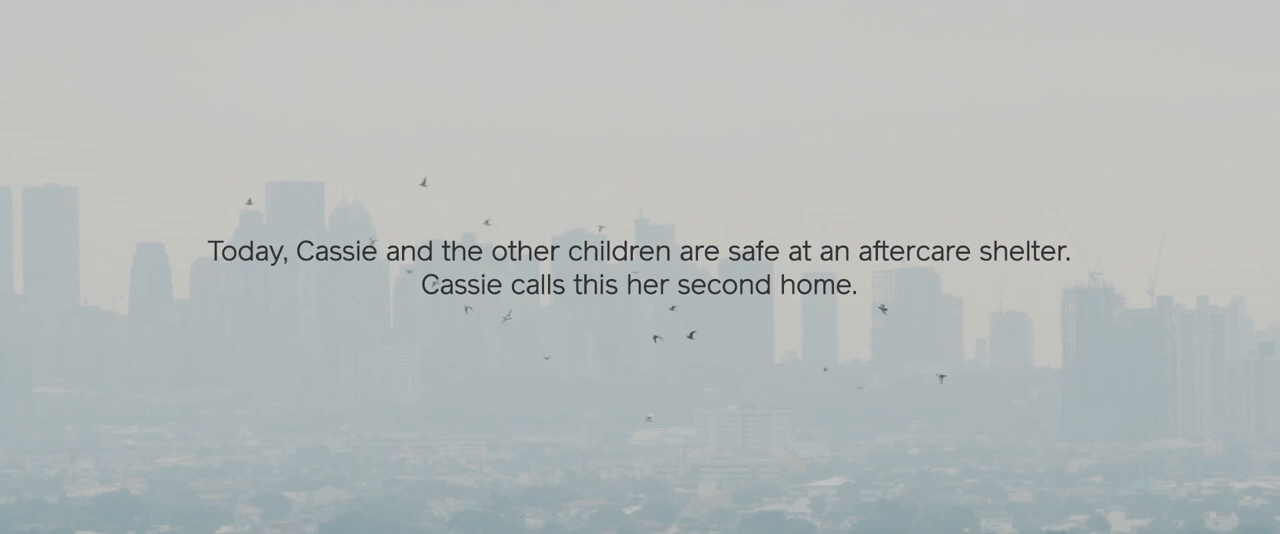 Today, Cassie and the other children are safe at an aftercare shelter.
Cassie calls this her second home.